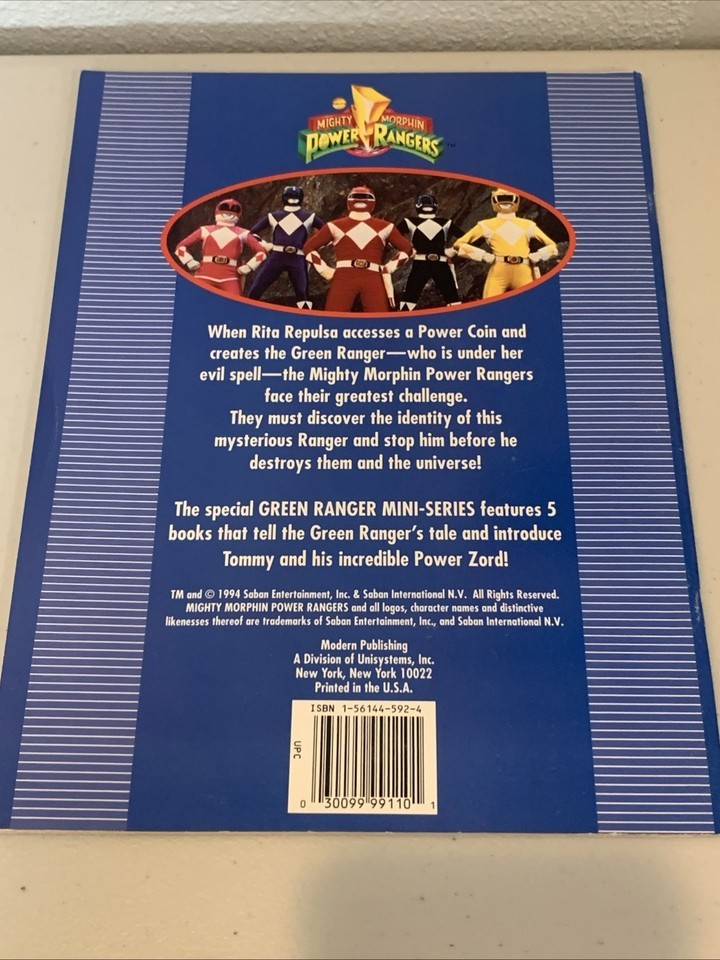 MIGHTY MORPHIN
POWER RANGERS
TM
When Rita Repulsa accesses a Power Coin and
creates the Green Ranger—who is under her
evil spell—the Mighty Morphin Power Rangers
face their greatest challenge.
They must discover the identity of this
mysterious Ranger and stop him before he
destroys them and the universe!
The special GREEN RANGER MINI-SERIES features 5
books that tell the Green Ranger's tale and introduce
Tommy and his incredible Power Zord!
TM and © 1994 Saban Entertainment, Inc. & Saban International N.V. All Rights Reserved.
MIGHTY MORPHIN POWER RANGERS and all logos, character names and distinctive
likenesses thereof are trademarks of Saban Entertainment, Inc., and Saban International N.V.
Modern Publishing
A Division of Unisystems, Inc.
New York, New York 10022
Printed in the U.S.A.
ISBN 1-56144-592-4
UPC
0 30099 99110 1